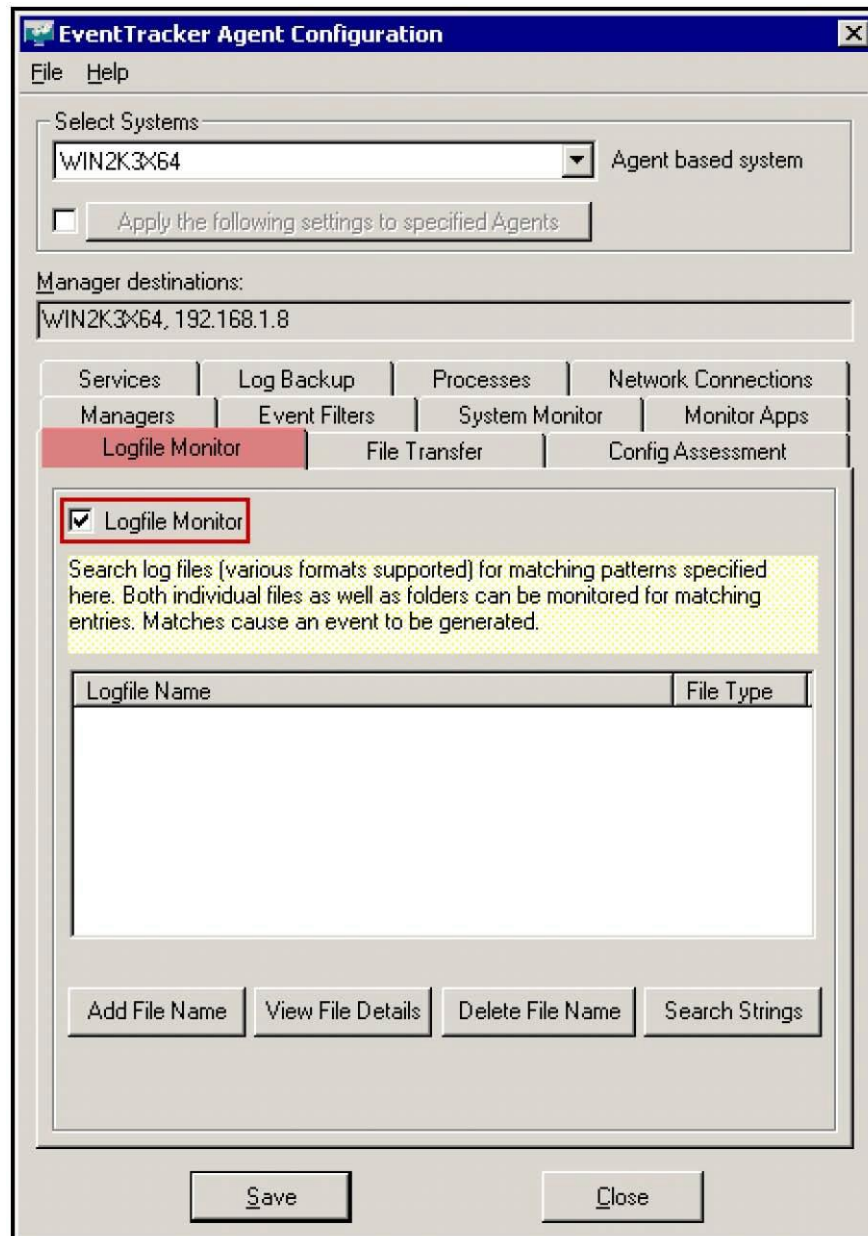 EventTracker Agent Configuration
File Help
Select Systems
WIN2K3X64 Agent based system
Apply the following settings to specified Agents
Manager destinations:
WIN2K3X64, 192.168.1.8
Services Log Backup Processes Network Connections
Managers Event Filters System Monitor Monitor Apps
Logfile Monitor File Transfer Config Assessment
Logfile Monitor
Search log files (various formats supported) for matching patterns specified
here. Both individual files as well as folders can be monitored for matching
entries. Matches cause an event to be generated.
Logfile Name File Type
Add File Name View File Details Delete File Name Search Strings
Save Close